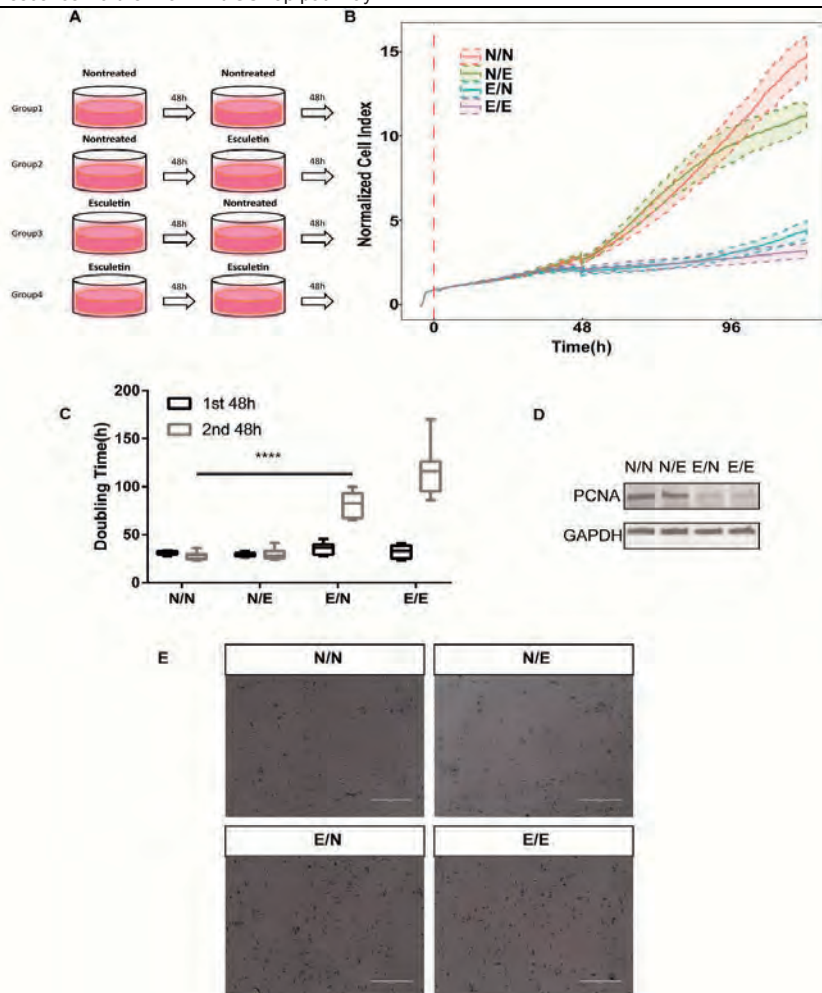 A
Nontreated Nontreated
Group1 48h 48h
Nontreated Esculetin
Group2 48h 48h
Esculetin Nontreated
Group3 48h 48h
Esculetin Esculetin
Group4 48h 48h
B
Normalized Cell Index
15
10
5
0
N/N
N/E
E/N
E/E
0 48 96
Time(h)
C
Doubling Time(h)
200
150
100
50
0
1st 48h
2nd 48h
****
N/N N/E E/N E/E
D
N/N N/E E/N E/E
PCNA
GAPDH
E
N/N N/E
E/N E/E